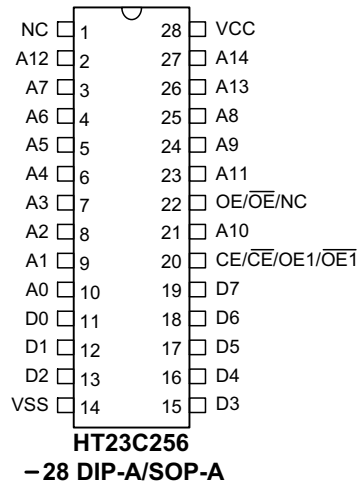 NC 1 28 VCC
A12 2 27 A14
A7 3 26 A13
A6 4 25 A8
A5 5 24 A9
A4 6 23 A11
A3 7 22 OE/O̅E̅/NC
A2 8 21 A10
A1 9 20 CE/C̅E̅/OE1/O̅E̅1̅
A0 10 19 D7
D0 11 18 D6
D1 12 17 D5
D2 13 16 D4
VSS 14 15 D3
HT23C256
–28 DIP-A/SOP-A